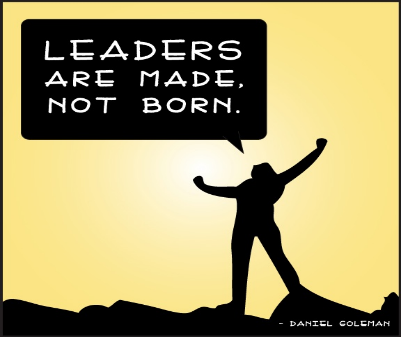 LEADERS
ARE MADE,
NOT BORN.
- DANIEL GOLEMAN